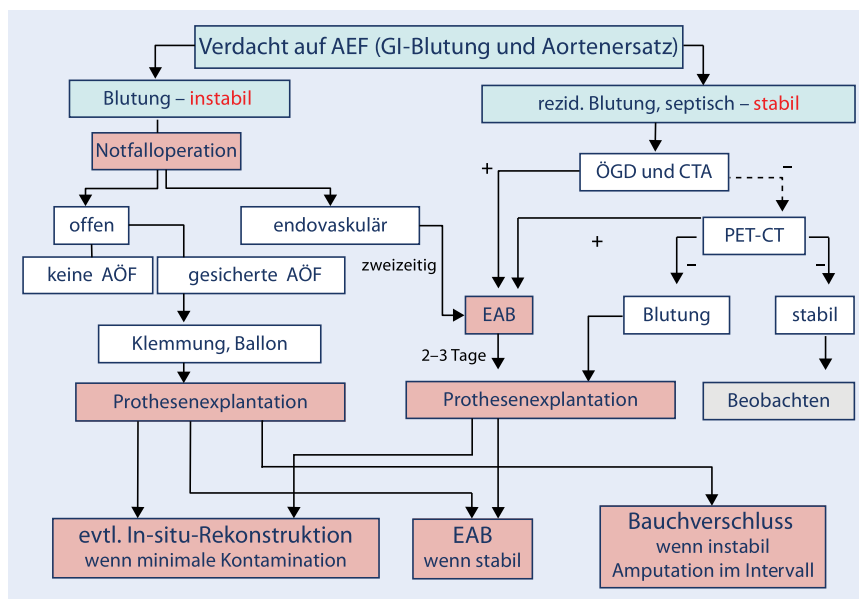 Verdacht auf AEF (GI-Blutung und Aortenersatz)
Blutung – instabil
rezid. Blutung, septisch – stabil
Notfalloperation
ÖGD und CTA
+
–
offen
endovaskulär
PET-CT
+
–
–
keine AÖF
gesicherte AÖF
zweizeitig
EAB
Blutung
stabil
Klemmung, Ballon
2–3 Tage
Prothesenexplantation
Prothesenexplantation
Beobachten
evtl. In-situ-Rekonstruktion
wenn minimale Kontamination
EAB
wenn stabil
Bauchverschluss
wenn instabil
Amputation im Intervall